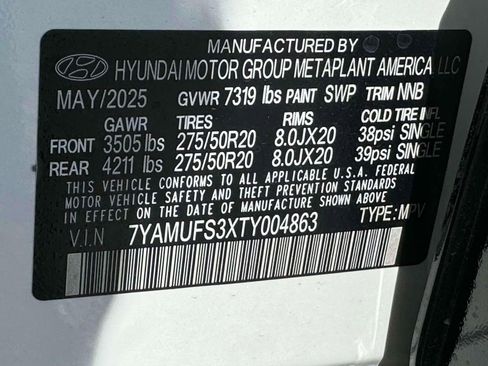 MANUFACTURED BY
HYUNDAI MOTOR GROUP METAPLANT AMERICA LLC
MAY/2025 GVWR 7319 lbs PAINT SWP TRIM NNB
GAWR TIRES RIMS COLD TIRE INFL
FRONT 3505 lbs 275/50R20 8.0JX20 38psi SINGLE
REAR 4211 lbs 275/50R20 8.0JX20 39psi SINGLE
THIS VEHICLE CONFORMS TO ALL APPLICABLE U.S.A. FEDERAL
MOTOR VEHICLE SAFETY, BUMPER AND THEFT PREVENTION STANDARDS
IN EFFECT ON THE DATE OF MANUFACTURE SHOWN ABOVE.
V.I.N 7YAMUFS3XTY004863 TYPE: MPV